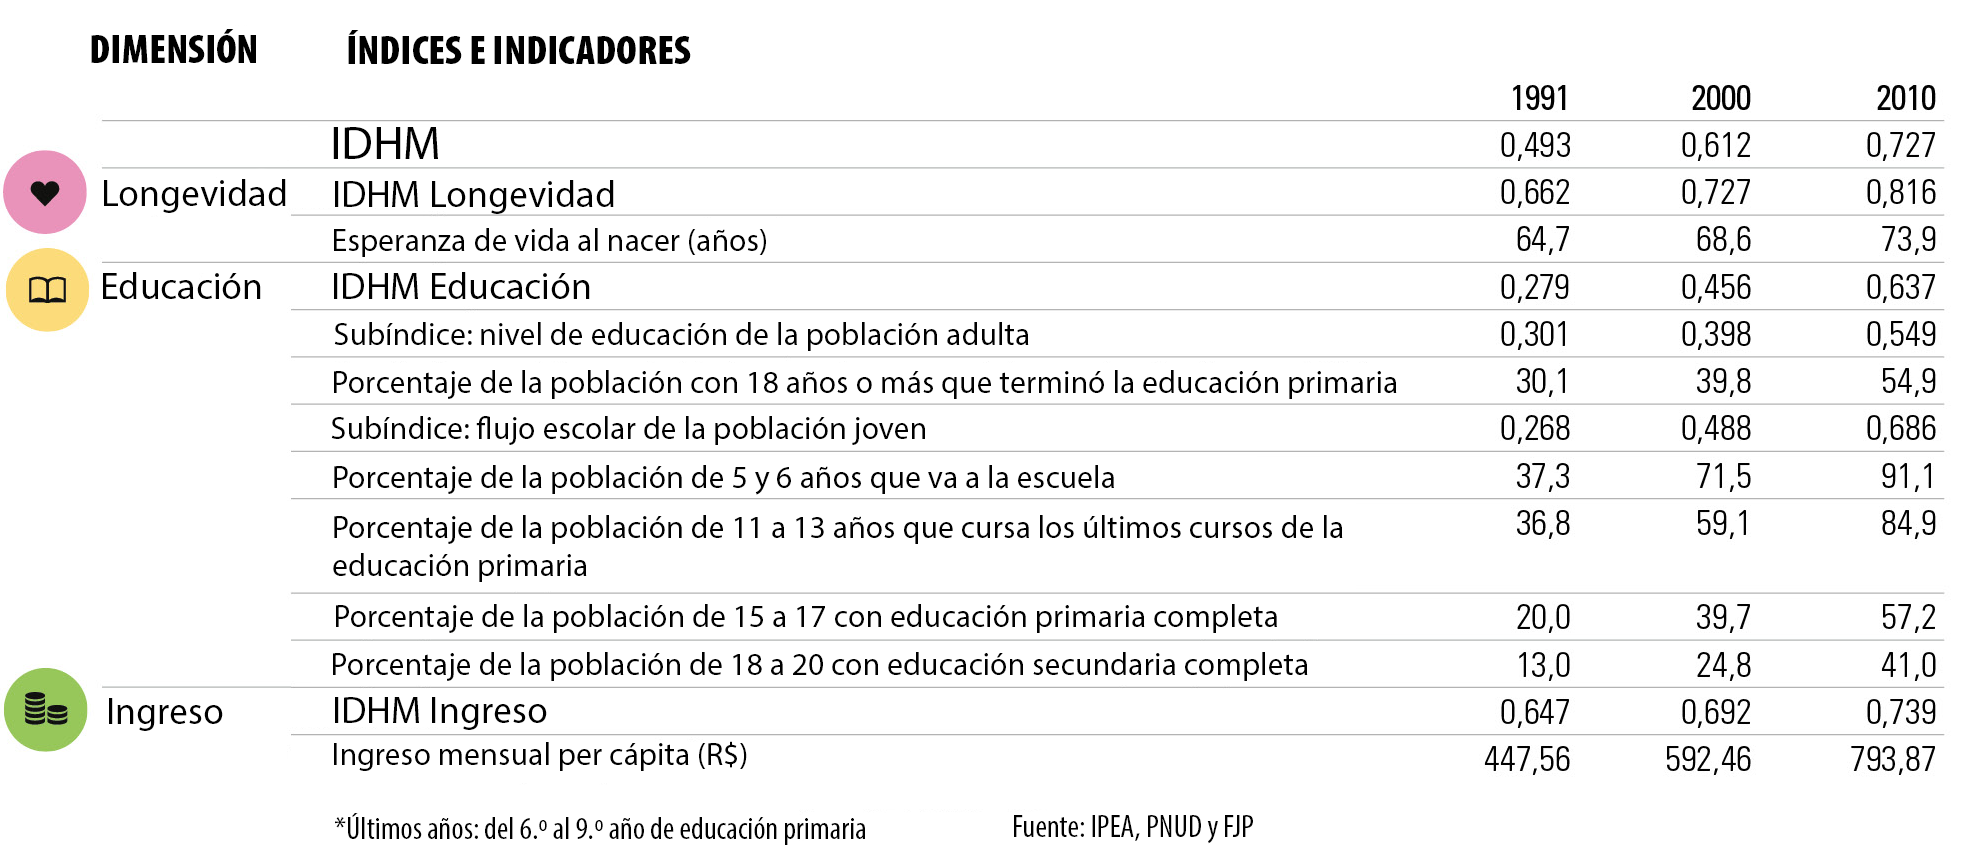 DIMENSIÓN ÍNDICES E INDICADORES
1991 2000 2010
IDHM 0,493 0,612 0,727
Longevidad IDHM Longevidad 0,662 0,727 0,816
Esperanza de vida al nacer (años) 64,7 68,6 73,9
Educación IDHM Educación 0,279 0,456 0,637
Subíndice: nivel de educación de la población adulta 0,301 0,398 0,549
Porcentaje de la población con 18 años o más que terminó la educación primaria 30,1 39,8 54,9
Subíndice: flujo escolar de la población joven 0,268 0,488 0,686
Porcentaje de la población de 5 y 6 años que va a la escuela 37,3 71,5 91,1
Porcentaje de la población de 11 a 13 años que cursa los últimos cursos de la 36,8 59,1 84,9
educación primaria
Porcentaje de la población de 15 a 17 con educación primaria completa 20,0 39,7 57,2
Porcentaje de la población de 18 a 20 con educación secundaria completa 13,0 24,8 41,0
Ingreso IDHM Ingreso 0,647 0,692 0,739
Ingreso mensual per cápita (R$) 447,56 592,46 793,87
*Últimos años: del 6.º al 9.º año de educación primaria Fuente: IPEA, PNUD y FJP